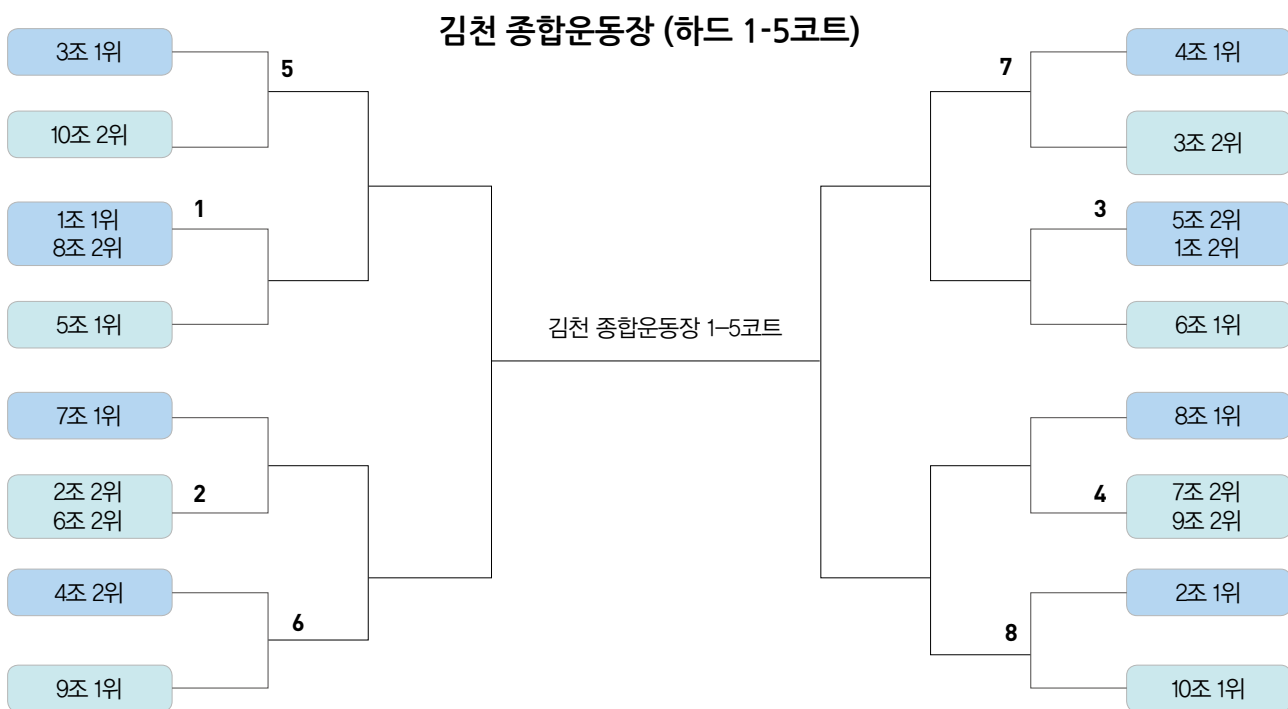 김천 종합운동장 (하드 1-5코트)
3조 1위
5
10조 2위
1조 1위
8조 2위
1
5조 1위
7조 1위
2조 2위
6조 2위
2
4조 2위
6
9조 1위
김천 종합운동장 1–5코트
7
4조 1위
3조 2위
3
5조 2위
1조 2위
6조 1위
8조 1위
4
7조 2위
9조 2위
2조 1위
8
10조 1위